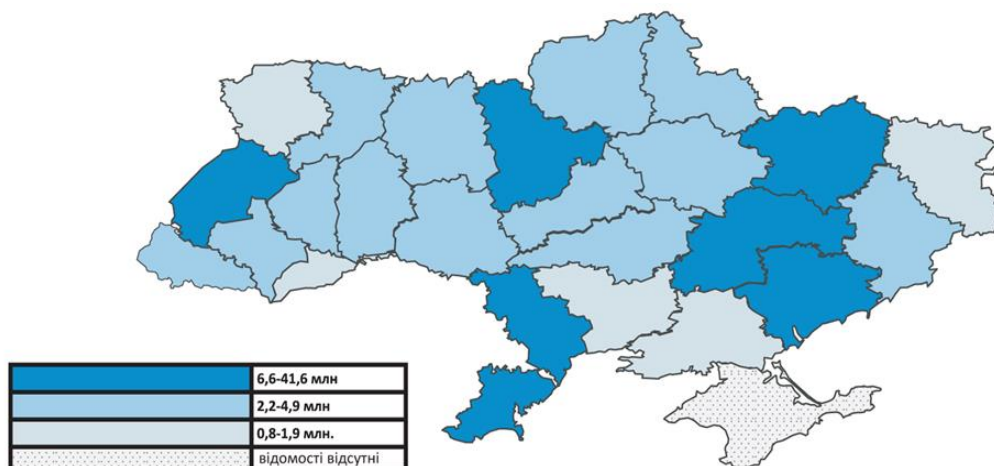 6,6-41,6 млн
2,2-4,9 млн
0,8-1,9 млн.
відомості відсутні